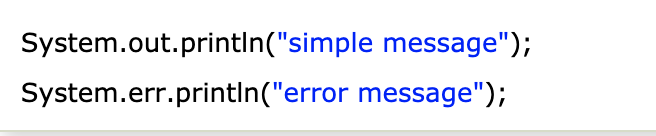 System.out.println("simple message");
System.err.println("error message");